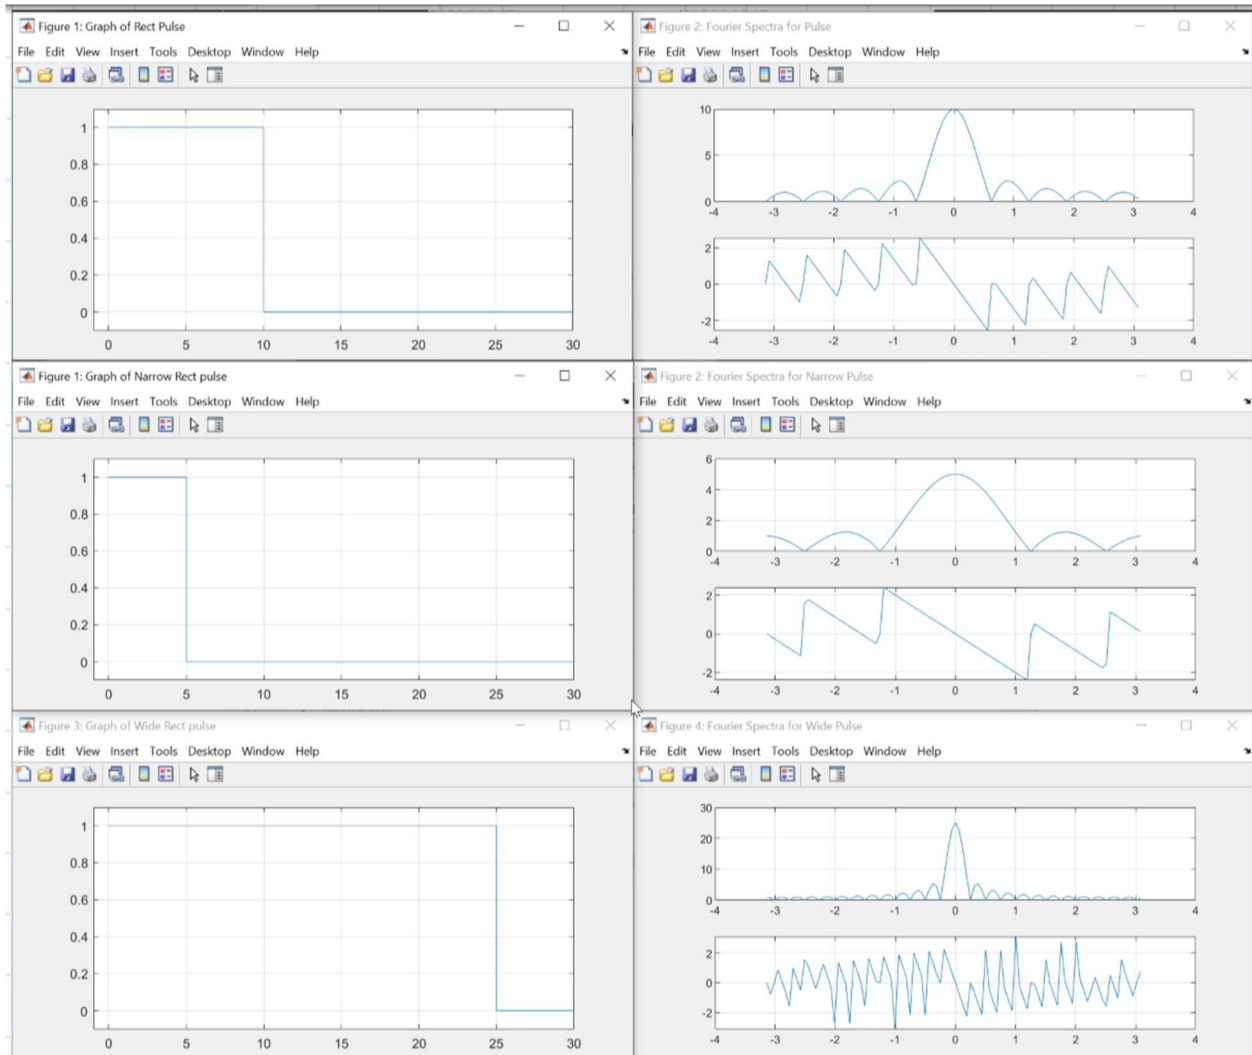 Figure 1: Graph of Rect Pulse
File Edit View Insert Tools Desktop Window Help
1
0.8
0.6
0.4
0.2
0
0 5 10 15 20 25 30
Figure 2: Fourier Spectra for Pulse
File Edit View Insert Tools Desktop Window Help
10
5
0
-4 -3 -2 -1 0 1 2 3 4
2
0
-2
-4 -3 -2 -1 0 1 2 3 4
Figure 1: Graph of Narrow Rect pulse
File Edit View Insert Tools Desktop Window Help
1
0.8
0.6
0.4
0.2
0
0 5 10 15 20 25 30
Figure 2: Fourier Spectra for Narrow Pulse
File Edit View Insert Tools Desktop Window Help
6
4
2
0
-4 -3 -2 -1 0 1 2 3 4
2
0
-2
-4 -3 -2 -1 0 1 2 3 4
Figure 3: Graph of Wide Rect pulse
File Edit View Insert Tools Desktop Window Help
1
0.8
0.6
0.4
0.2
0
0 5 10 15 20 25 30
Figure 4: Fourier Spectra for Wide Pulse
File Edit View Insert Tools Desktop Window Help
30
20
10
0
-4 -3 -2 -1 0 1 2 3 4
2
0
-2
-4 -3 -2 -1 0 1 2 3 4